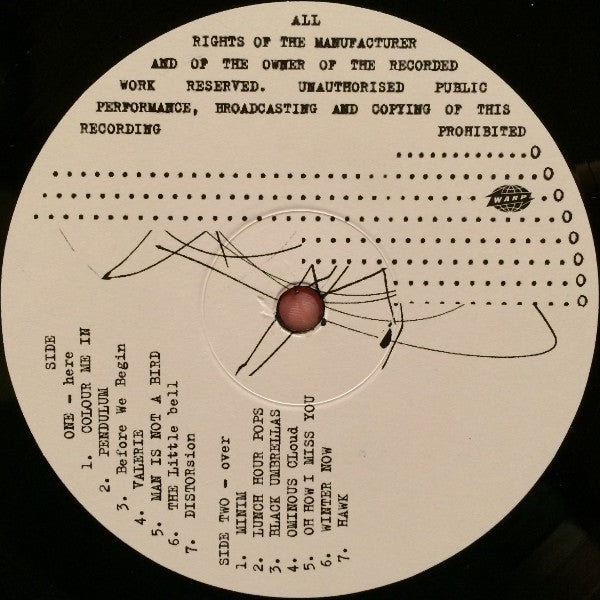 ALL
RIGHTS OF THE MANUFACTURER
AND OF THE OWNER OF THE RECORDED
WORK RESERVED. UNAUTHORISED PUBLIC
PERFORMANCE, BROADCASTING AND COPYING OF THIS
RECORDING PROHIBITED
WARP
SIDE
ONE - here
1. COLOUR ME IN
2. PENDULUM
3. Before We Begin
4. VALERIE
5. MAN IS NOT A BIRD
6. THE Little bell
7. DISTORsion
SIDE TWO - over
1. MINIM
2. LUNCH HOUR POPS
3. BLACK UMBRELLAS
4. OMINOUS CLoud
5. OH HOW I MISS YOU
6. WINTER NOW
7. HAWK